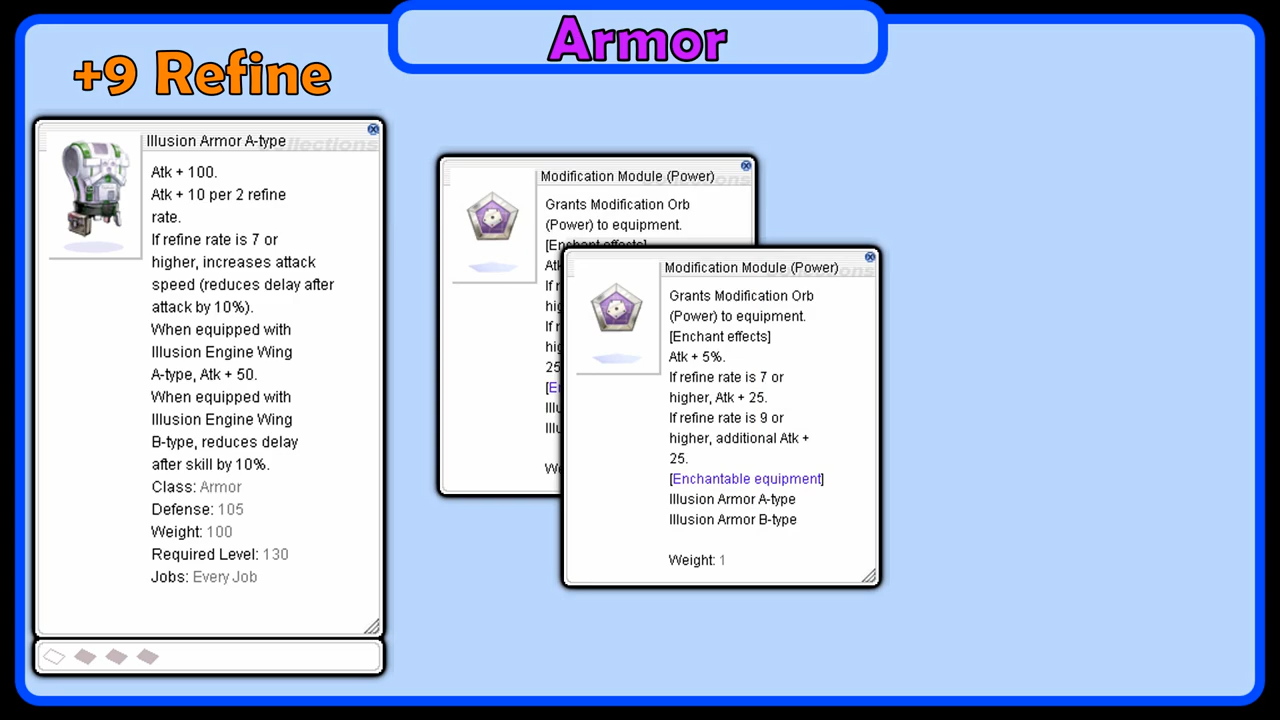 Armor
+9 Refine
Illusion Armor A-type
Atk + 100.
Atk + 10 per 2 refine
rate.
If refine rate is 7 or
higher, increases attack
speed (reduces delay after
attack by 10%).
When equipped with
Illusion Engine Wing
A-type, Atk + 50.
When equipped with
Illusion Engine Wing
B-type, reduces delay
after skill by 10%.
Class: Armor
Defense: 105
Weight: 100
Required Level: 130
Jobs: Every Job
Modification Module (Power)
Grants Modification Orb
(Power) to equipment.
[Enchant effects]
Modification Module (Power)
Grants Modification Orb
(Power) to equipment.
[Enchant effects]
Atk + 5%.
If refine rate is 7 or
higher, Atk + 25.
If refine rate is 9 or
higher, additional Atk +
25.
[Enchantable equipment]
Illusion Armor A-type
Illusion Armor B-type
Weight: 1